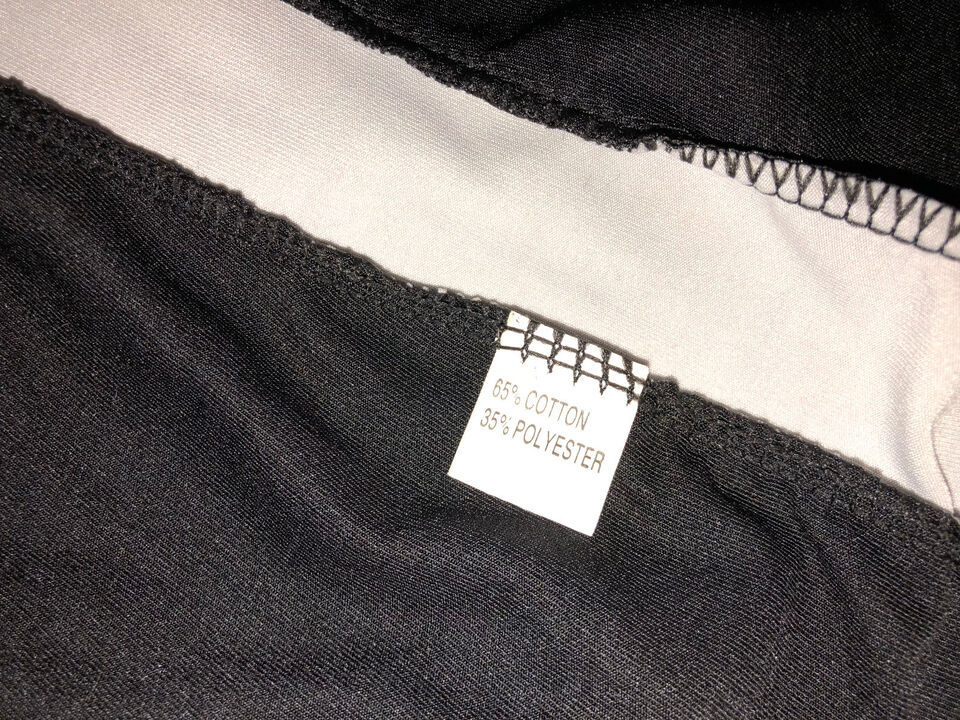 65% COTTON
35% POLYESTER